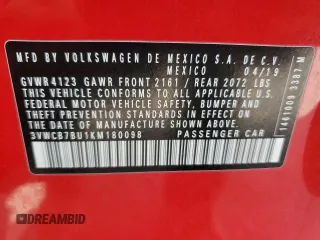 MFD BY VOLKSWAGEN DE MEXICO S.A. DE C.V.
MEXICO 04/19
GVWR 4123 GAWR FRONT 2161 / REAR 2072 LBS
THIS VEHICLE CONFORMS TO ALL APPLICABLE
FEDERAL MOTOR VEHICLE SAFETY, BUMPER, AND
THEFT PREVENTION STANDARDS IN EFFECT ON THE
DATE OF MANUFACTURE SHOWN ABOVE
3VWCB7BU1KM180098 PASSENGER CAR
1461009 3387 M
DREAMBID